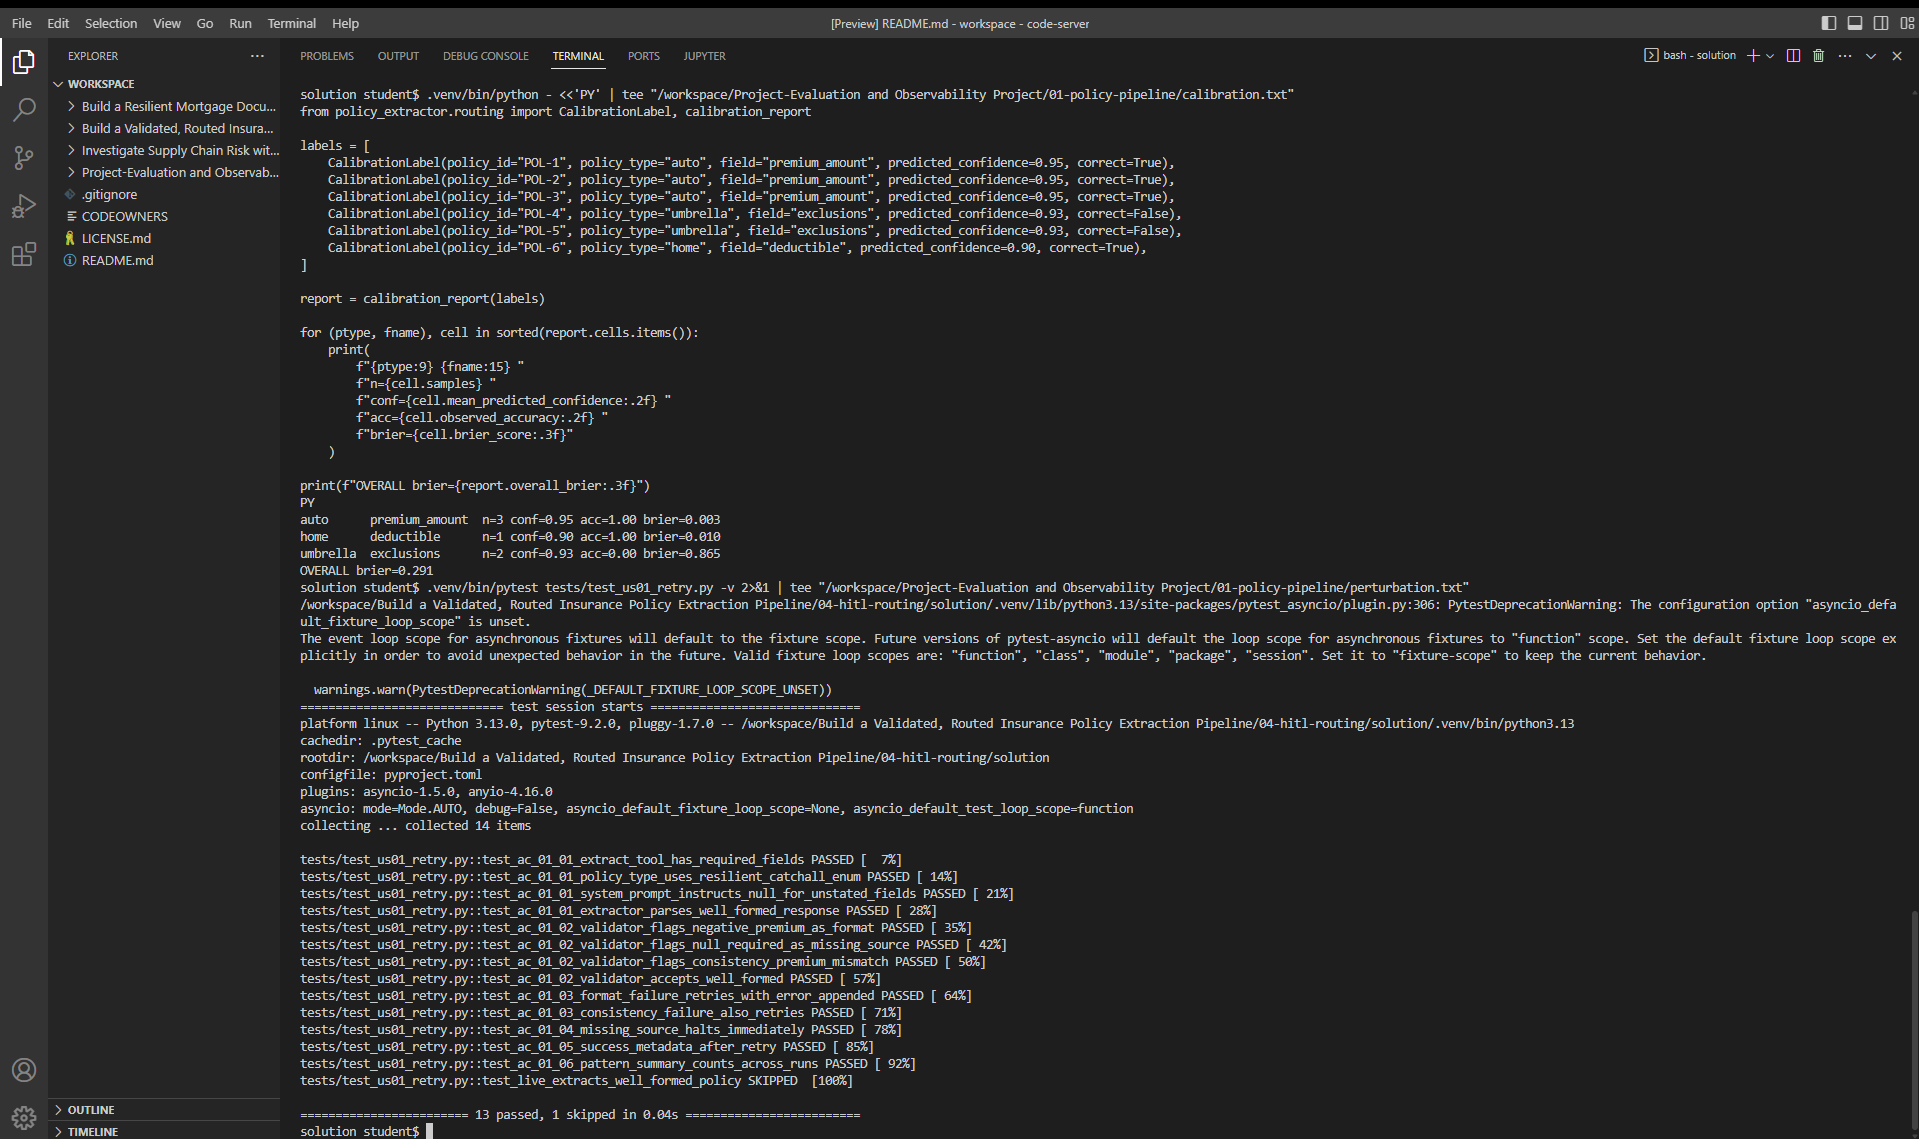 File Edit Selection View Go Run Terminal Help
[Preview] README.md - workspace - code-server
EXPLORER
WORKSPACE
Build a Resilient Mortgage Docu...
Build a Validated, Routed Insura...
Investigate Supply Chain Risk wit...
Project-Evaluation and Observab...
.gitignore
CODEOWNERS
LICENSE.md
README.md
OUTLINE
TIMELINE
PROBLEMS OUTPUT DEBUG CONSOLE TERMINAL PORTS JUPYTER
bash - solution
solution student$ .venv/bin/python - <<'PY' | tee "/workspace/Project-Evaluation and Observability Project/01-policy-pipeline/calibration.txt"
from policy_extractor.routing import CalibrationLabel, calibration_report

labels = [
    CalibrationLabel(policy_id="POL-1", policy_type="auto", field="premium_amount", predicted_confidence=0.95, correct=True),
    CalibrationLabel(policy_id="POL-2", policy_type="auto", field="premium_amount", predicted_confidence=0.95, correct=True),
    CalibrationLabel(policy_id="POL-3", policy_type="auto", field="premium_amount", predicted_confidence=0.95, correct=True),
    CalibrationLabel(policy_id="POL-4", policy_type="umbrella", field="exclusions", predicted_confidence=0.93, correct=False),
    CalibrationLabel(policy_id="POL-5", policy_type="umbrella", field="exclusions", predicted_confidence=0.93, correct=False),
    CalibrationLabel(policy_id="POL-6", policy_type="home", field="deductible", predicted_confidence=0.90, correct=True),
]

report = calibration_report(labels)

for (ptype, fname), cell in sorted(report.cells.items()):
    print(
        f"{ptype:9} {fname:15} "
        f"n={cell.samples} "
        f"conf={cell.mean_predicted_confidence:.2f} "
        f"acc={cell.observed_accuracy:.2f} "
        f"brier={cell.brier_score:.3f}"
    )

print(f"OVERALL brier={report.overall_brier:.3f}")
PY
auto      premium_amount  n=3 conf=0.95 acc=1.00 brier=0.003
home      deductible      n=1 conf=0.90 acc=1.00 brier=0.010
umbrella  exclusions      n=2 conf=0.93 acc=0.00 brier=0.865
OVERALL brier=0.291
solution student$ .venv/bin/pytest tests/test_us01_retry.py -v 2>&1 | tee "/workspace/Project-Evaluation and Observability Project/01-policy-pipeline/perturbation.txt"
/workspace/Build a Validated, Routed Insurance Policy Extraction Pipeline/04-hitl-routing/solution/.venv/lib/python3.13/site-packages/pytest_asyncio/plugin.py:306: PytestDeprecationWarning: The configuration option "asyncio_defa
ult_fixture_loop_scope" is unset.
The event loop scope for asynchronous fixtures will default to the fixture scope. Future versions of pytest-asyncio will default the loop scope for asynchronous fixtures to "function" scope. Set the default fixture loop scope ex
plicitly in order to avoid unexpected behavior in the future. Valid fixture loop scopes are: "function", "class", "module", "package", "session". Set it to "fixture-scope" to keep the current behavior.

  warnings.warn(PytestDeprecationWarning(_DEFAULT_FIXTURE_LOOP_SCOPE_UNSET))
============================= test session starts ==============================
platform linux -- Python 3.13.0, pytest-9.2.0, pluggy-1.7.0 -- /workspace/Build a Validated, Routed Insurance Policy Extraction Pipeline/04-hitl-routing/solution/.venv/bin/python3.13
cachedir: .pytest_cache
rootdir: /workspace/Build a Validated, Routed Insurance Policy Extraction Pipeline/04-hitl-routing/solution
configfile: pyproject.toml
plugins: asyncio-1.5.0, anyio-4.16.0
asyncio: mode=Mode.AUTO, debug=False, asyncio_default_fixture_loop_scope=None, asyncio_default_test_loop_scope=function
collecting ... collected 14 items

tests/test_us01_retry.py::test_ac_01_01_extract_tool_has_required_fields PASSED [  7%]
tests/test_us01_retry.py::test_ac_01_01_policy_type_uses_resilient_catchall_enum PASSED [ 14%]
tests/test_us01_retry.py::test_ac_01_01_system_prompt_instructs_null_for_unstated_fields PASSED [ 21%]
tests/test_us01_retry.py::test_ac_01_01_extractor_parses_well_formed_response PASSED [ 28%]
tests/test_us01_retry.py::test_ac_01_02_validator_flags_negative_premium_as_format PASSED [ 35%]
tests/test_us01_retry.py::test_ac_01_02_validator_flags_null_required_as_missing_source PASSED [ 42%]
tests/test_us01_retry.py::test_ac_01_02_validator_flags_consistency_premium_mismatch PASSED [ 50%]
tests/test_us01_retry.py::test_ac_01_02_validator_accepts_well_formed PASSED [ 57%]
tests/test_us01_retry.py::test_ac_01_03_format_failure_retries_with_error_appended PASSED [ 64%]
tests/test_us01_retry.py::test_ac_01_03_consistency_failure_also_retries PASSED [ 71%]
tests/test_us01_retry.py::test_ac_01_04_missing_source_halts_immediately PASSED [ 78%]
tests/test_us01_retry.py::test_ac_01_05_success_metadata_after_retry PASSED [ 85%]
tests/test_us01_retry.py::test_ac_01_06_pattern_summary_counts_across_runs PASSED [ 92%]
tests/test_us01_retry.py::test_live_extracts_well_formed_policy SKIPPED  [100%]

======================== 13 passed, 1 skipped in 0.04s =========================
solution student$